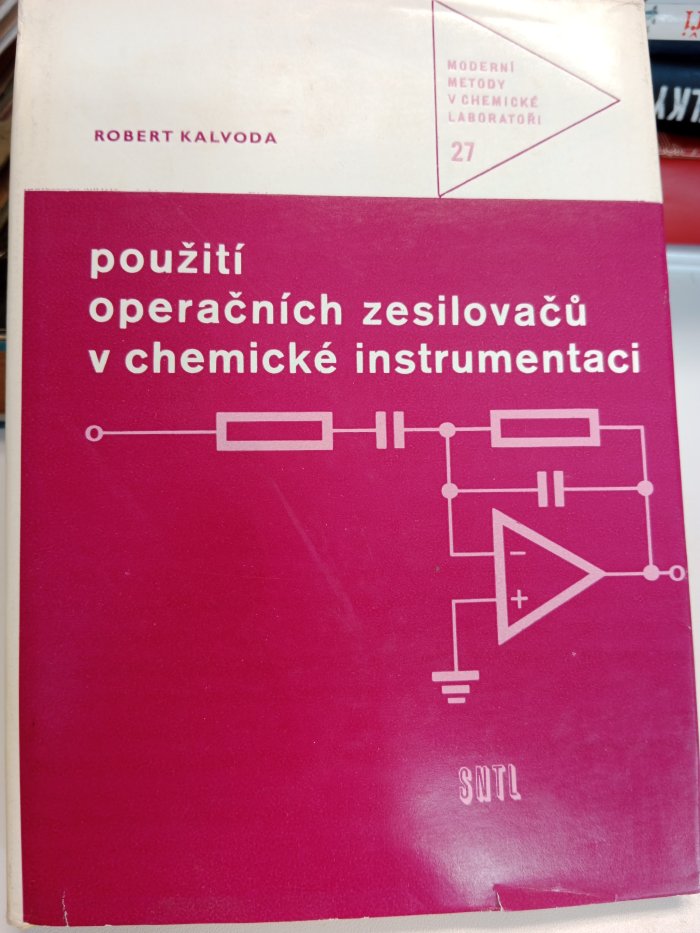 MODERNÍ
METODY
V CHEMICKÉ
LABORATOŘI
27
ROBERT KALVODA
použití
operačních zesilovačů
v chemické instrumentaci
−
+
SNTL